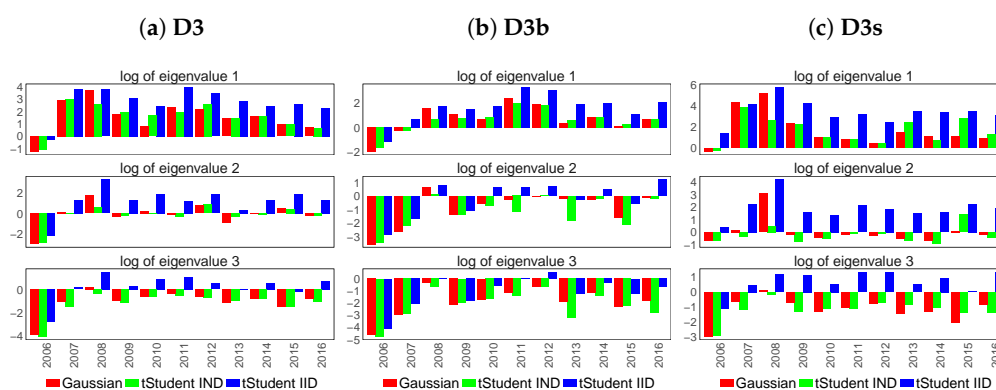 (a) D3
(b) D3b
(c) D3s
log of eigenvalue 1
log of eigenvalue 1
log of eigenvalue 1
4
3
2
1
0
−1
2
0
−2
6
4
2
0
log of eigenvalue 2
log of eigenvalue 2
log of eigenvalue 2
2
0
−2
1
0
−1
−2
−3
4
3
2
1
0
−1
log of eigenvalue 3
log of eigenvalue 3
log of eigenvalue 3
0
−2
−4
0
−1
−2
−3
−4
−5
1
0
−1
−2
−3
2006 2007 2008 2009 2010 2011 2012 2013 2014 2015 2016
2006 2007 2008 2009 2010 2011 2012 2013 2014 2015 2016
2006 2007 2008 2009 2010 2011 2012 2013 2014 2015 2016
Gaussian tStudent IND tStudent IID
Gaussian tStudent IND tStudent IID
Gaussian tStudent IND tStudent IID